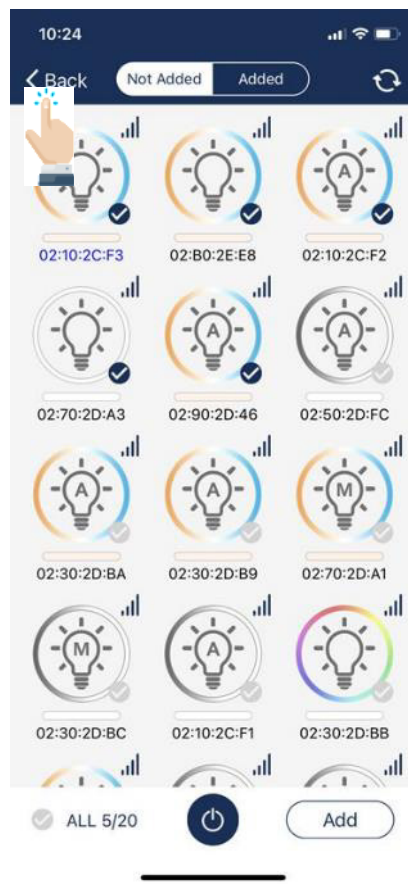 10:24
Back Not Added Added
02:10:2C:F3 02:B0:2E:E8 02:10:2C:F2
A
A A
02:70:2D:A3 02:90:2D:46 02:50:2D:FC
A A M
02:30:2D:BA 02:30:2D:B9 02:70:2D:A1
M A
02:30:2D:BC 02:10:2C:F1 02:30:2D:BB
ALL 5/20 Add